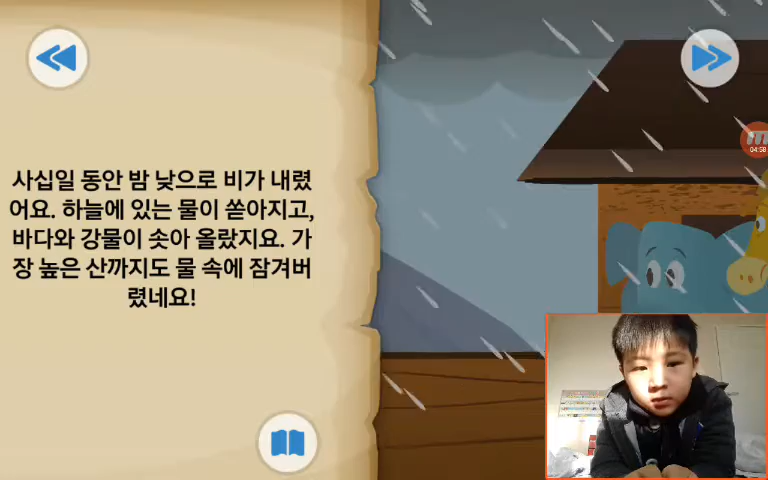 사십일 동안 밤 낮으로 비가 내렸
어요. 하늘에 있는 물이 쏟아지고,
바다와 강물이 솟아 올랐지요. 가
장 높은 산까지도 물 속에 잠겨버
렸네요!
04:58